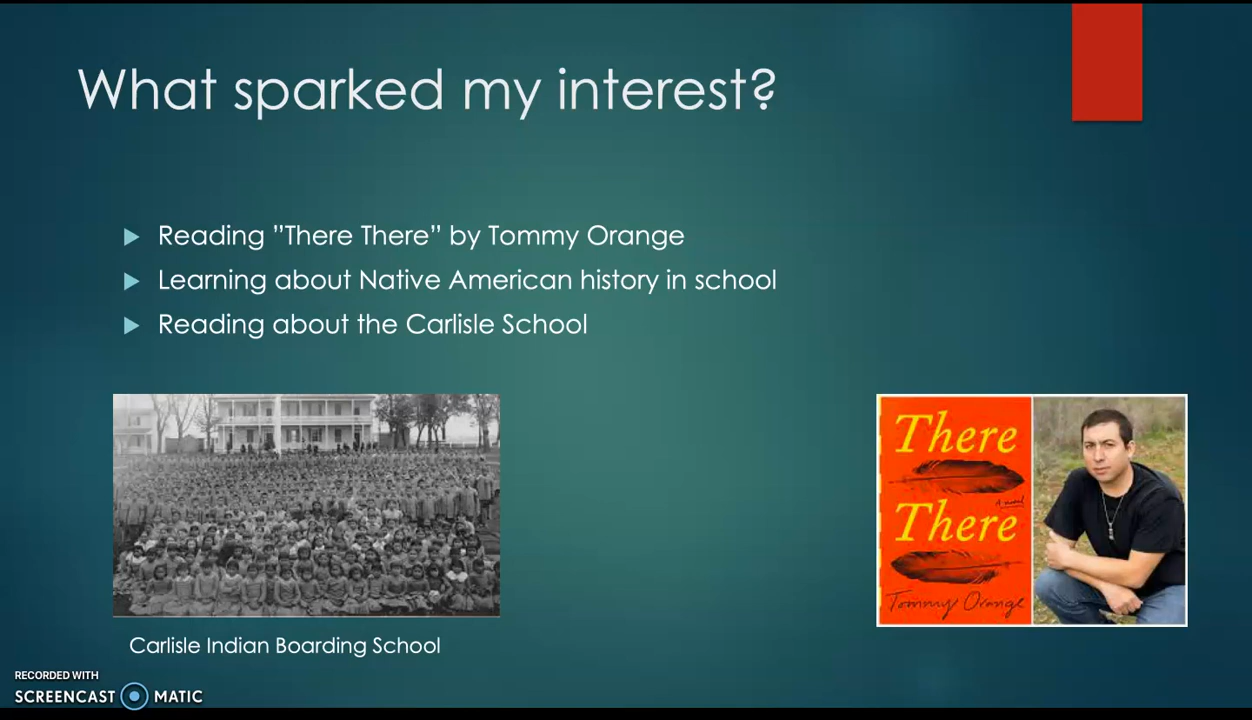 What sparked my interest?
Reading ”There There” by Tommy Orange
Learning about Native American history in school
Reading about the Carlisle School
There
A novel
There
Tommy Orange
Carlisle Indian Boarding School
RECORDED WITH
SCREENCAST MATIC